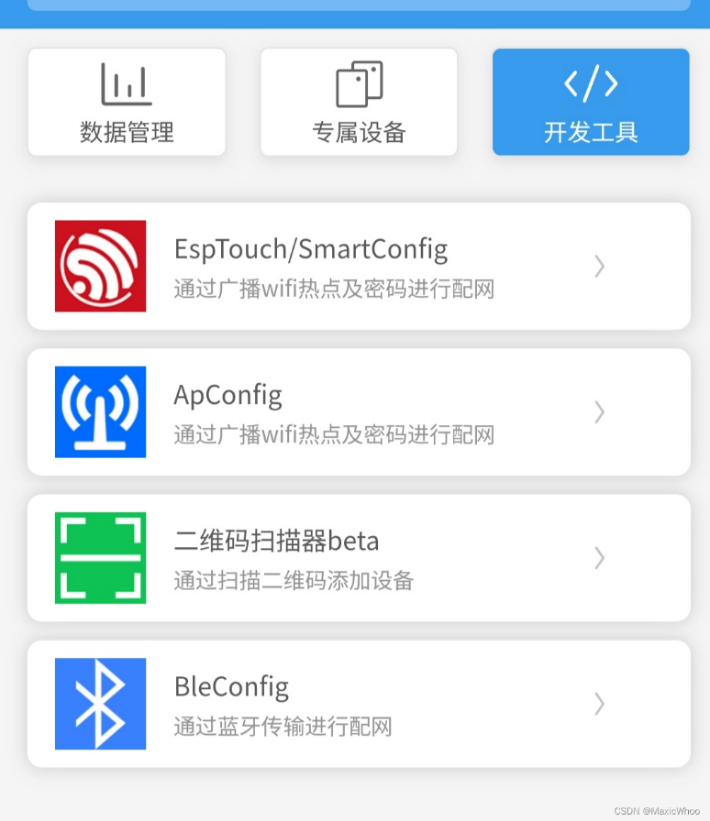 数据管理
专属设备
开发工具
EspTouch/SmartConfig
通过广播wifi热点及密码进行配网
ApConfig
通过广播wifi热点及密码进行配网
二维码扫描器beta
通过扫描二维码添加设备
BleConfig
通过蓝牙传输进行配网
CSDN @MaxicWhoo